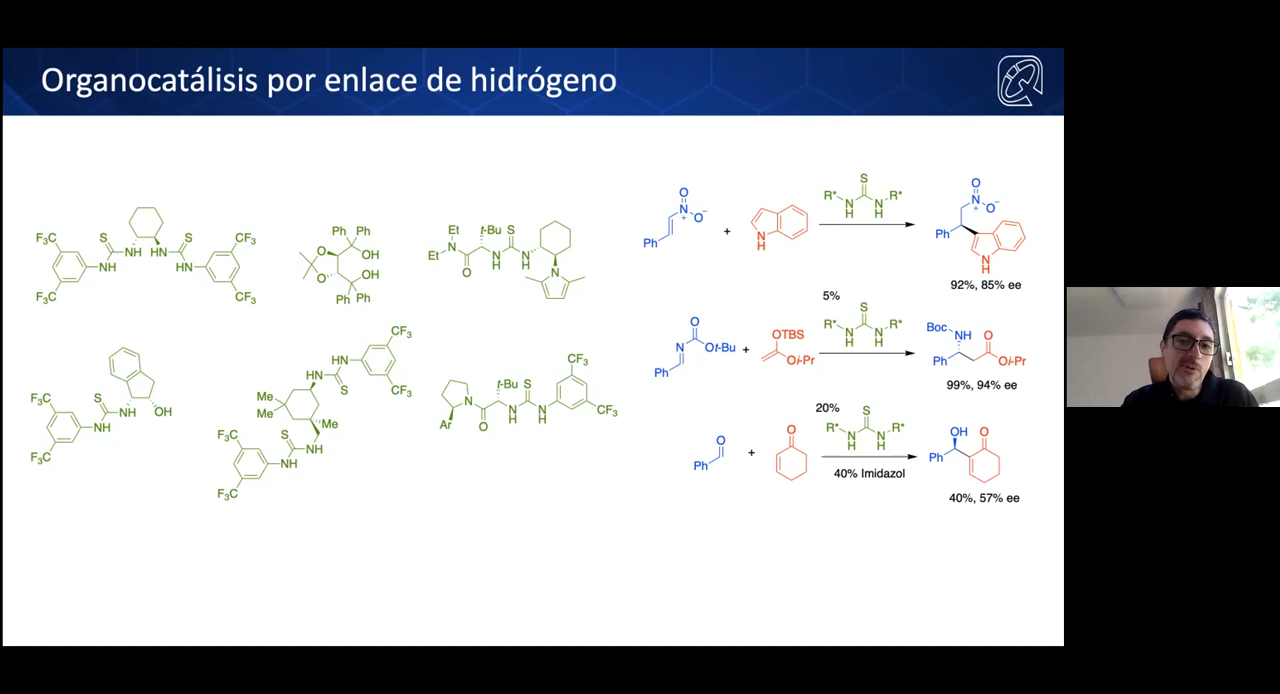 Organocatálisis por enlace de hidrógeno
F₃C
CF₃
S
N
H
NH
HN
S
N
H
NH
HN
F₃C
CF₃
Ph
Ph
O
OH
O
OH
Ph
Ph
Et
N
Et
O
t-Bu
N
H
S
N
H
N
F₃C
F₃C
S
NH
NH
OH
Me
Me
Me
HN
HN
S
CF₃
CF₃
F₃C
F₃C
S
NH
NH
N
Ar
O
t-Bu
N
H
S
N
H
CF₃
CF₃
Ph
O
N⁺
O⁻
+
N
H
S
R*
N
H
N
H
R*
Ph
O
N⁺
O⁻
N
H
92%, 85% ee
5%
Ph
N
O
Ot-Bu
+
OTBS
Oi-Pr
S
R*
N
H
N
H
R*
Boc
NH
O
Ph
Oi-Pr
99%, 94% ee
20%
Ph
O
+
O
S
R*
N
H
N
H
R*
40% Imidazol
OH
O
Ph
40%, 57% ee